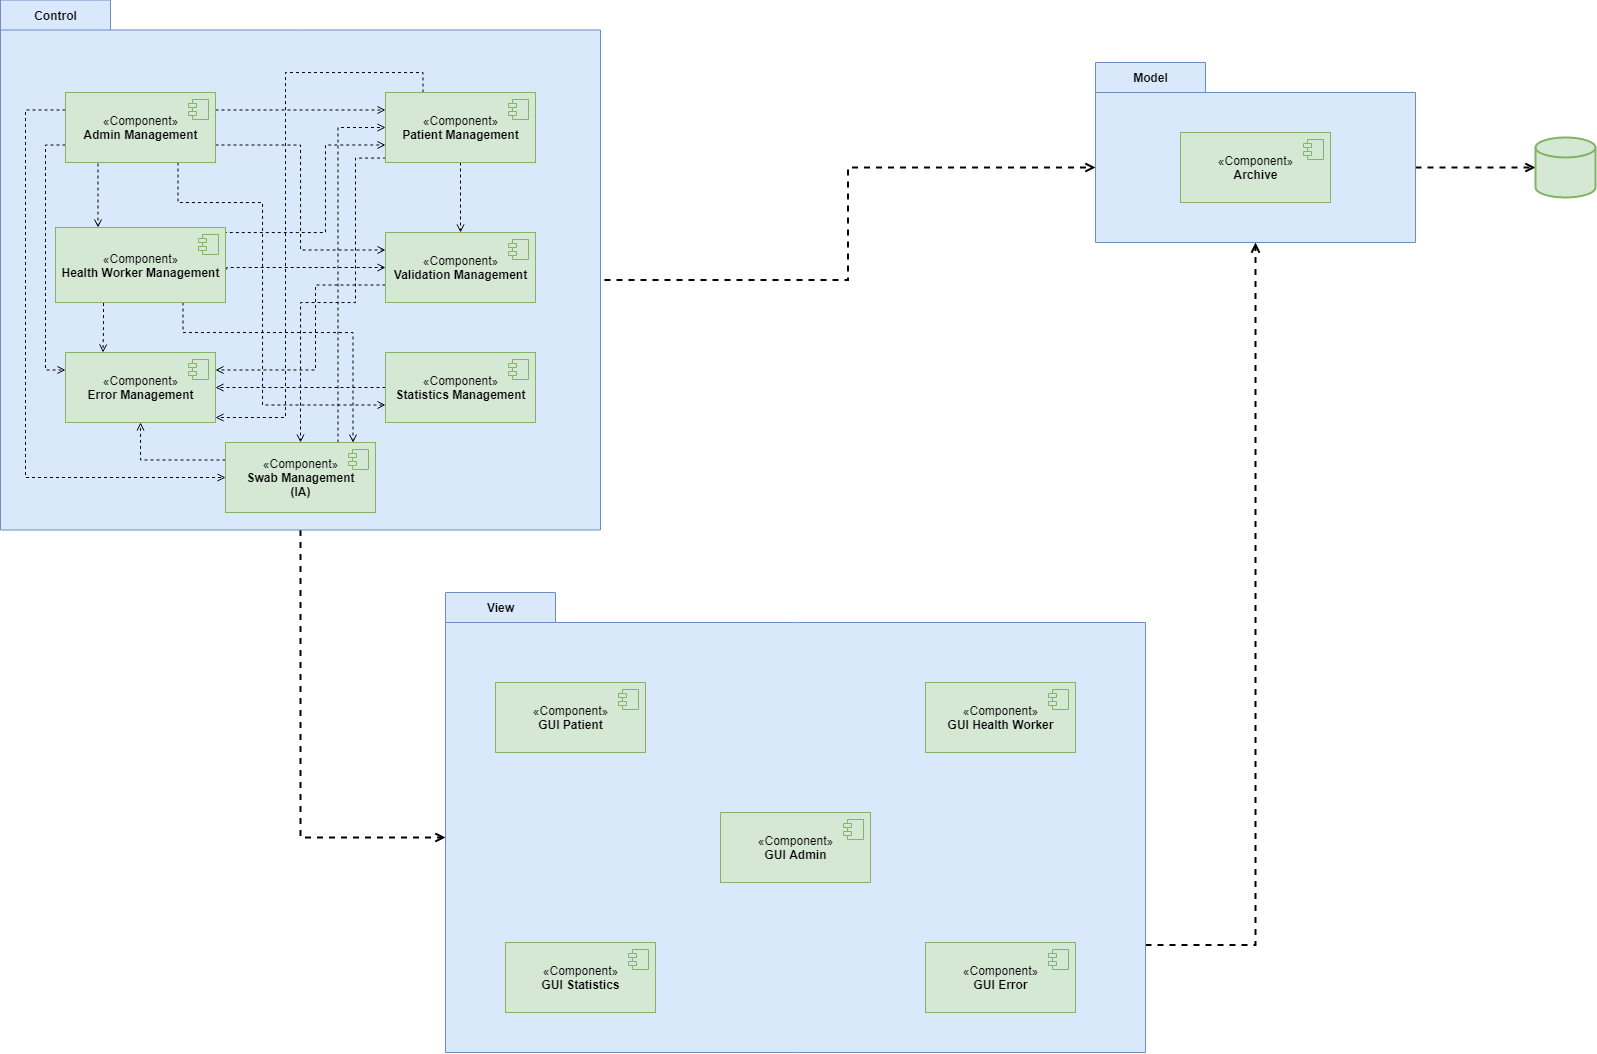 Control
«Component»
Admin Management
«Component»
Patient Management
«Component»
Health Worker Management
«Component»
Validation Management
«Component»
Error Management
«Component»
Statistics Management
«Component»
Swab Management
(IA)
Model
«Component»
Archive
View
«Component»
GUI Patient
«Component»
GUI Health Worker
«Component»
GUI Admin
«Component»
GUI Statistics
«Component»
GUI Error